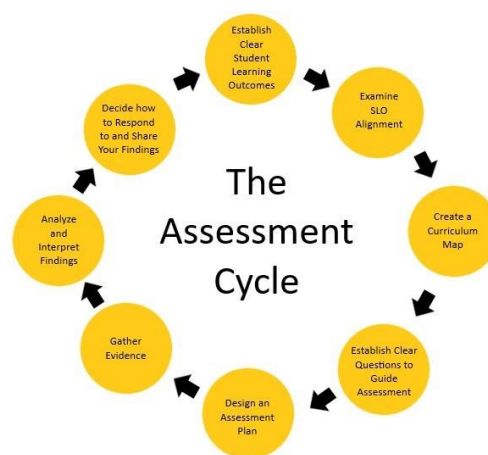 Establish
Clear
Student
Learning
Outcomes
Examine
SLO
Alignment
Create a
Curriculum
Map
Establish Clear
Questions to
Guide
Assessment
Design an
Assessment
Plan
Gather
Evidence
Analyze
and
Interpret
Findings
Decide how
to Respond
to and Share
Your Findings
The
Assessment
Cycle